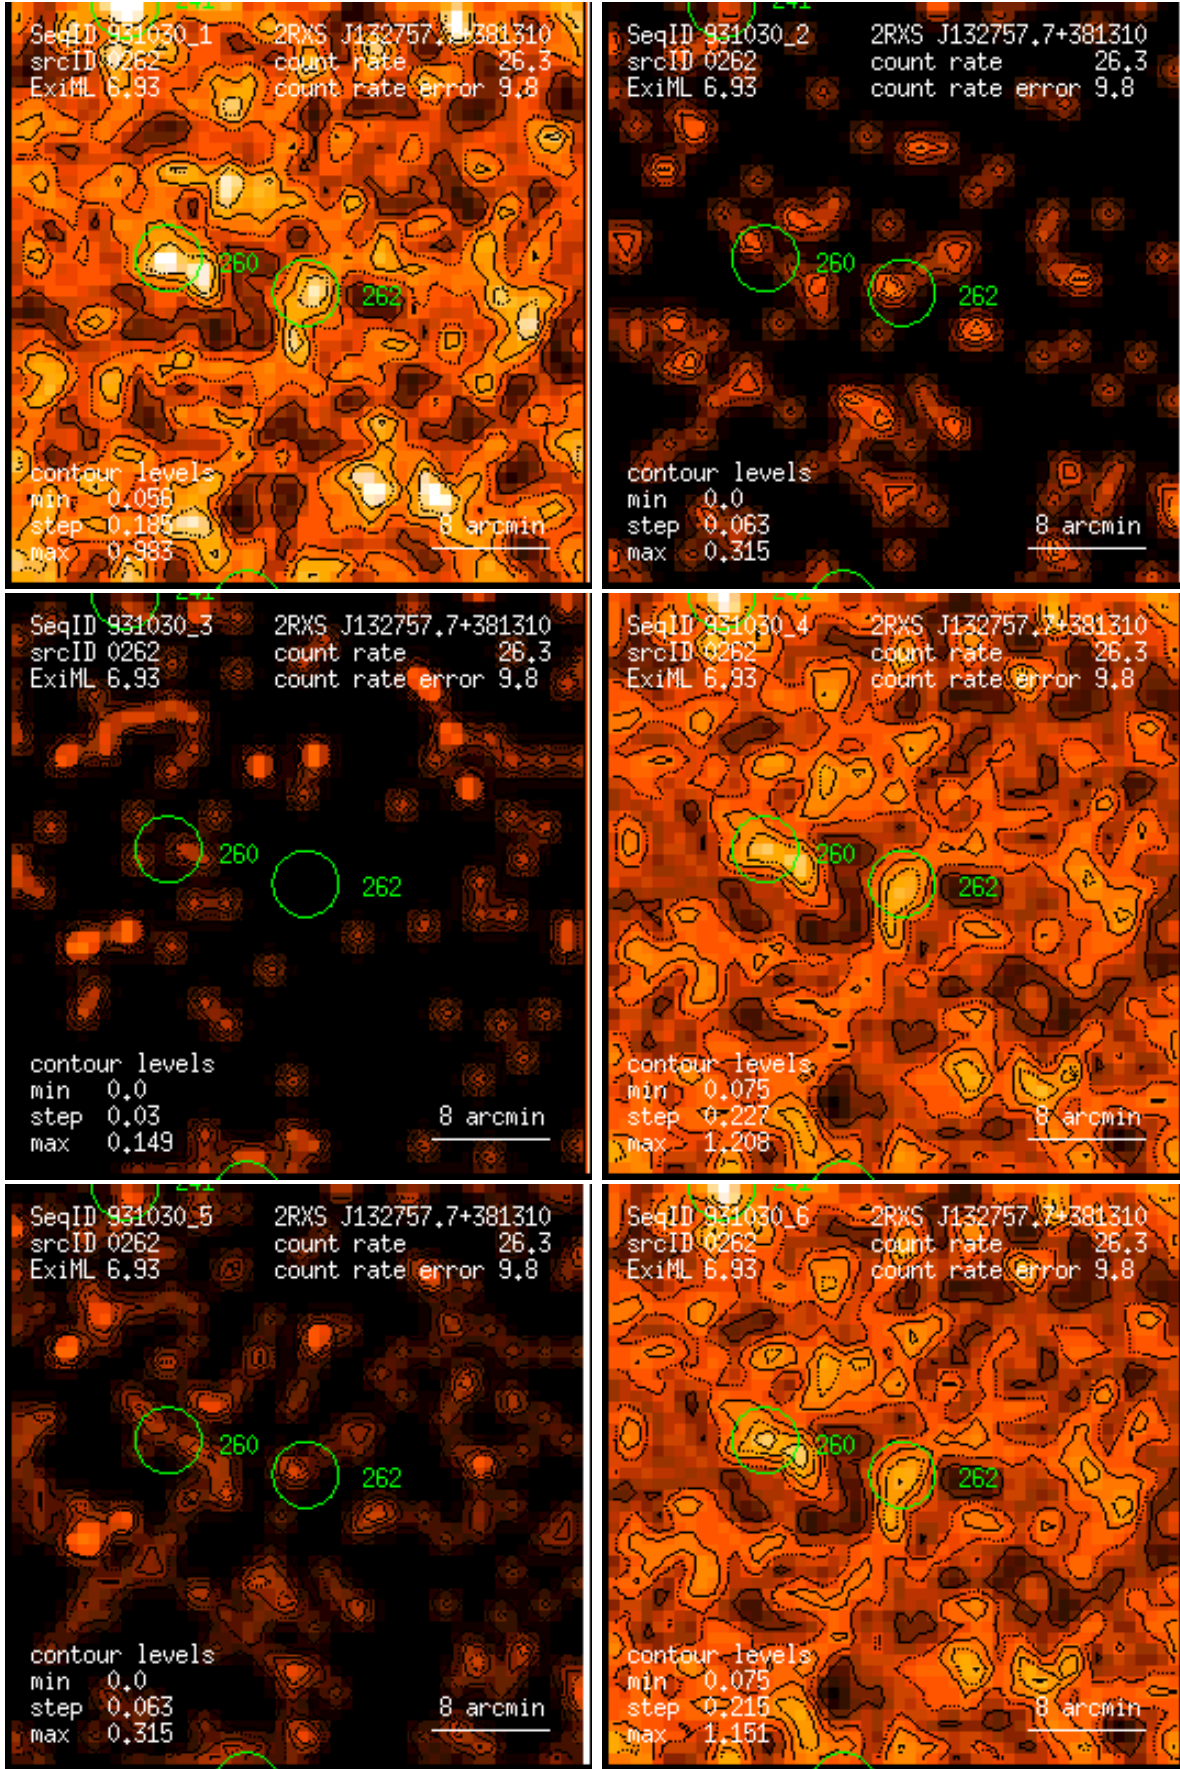 241 241
SeqID 931030_1 2RXS J132757.7+381310
srcID 0262 count rate 26.3
ExiML 6.93 count rate error 9.8
260
262
contour levels
min 0.056
step 0.185 8 arcmin
max 0.983
SeqID 931030_2 2RXS J132757.7+381310
srcID 0262 count rate 26.3
ExiML 6.93 count rate error 9.8
260
262
contour levels
min 0.0
step 0.063 8 arcmin
max 0.315
241 241
SeqID 931030_3 2RXS J132757.7+381310
srcID 0262 count rate 26.3
ExiML 6.93 count rate error 9.8
260
262
contour levels
min 0.0
step 0.03 8 arcmin
max 0.149
SeqID 931030_4 2RXS J132757.7+381310
srcID 0262 count rate 26.3
ExiML 6.93 count rate error 9.8
260
262
contour levels
min 0.075
step 0.227 8 arcmin
max 1.208
241 241
SeqID 931030_5 2RXS J132757.7+381310
srcID 0262 count rate 26.3
ExiML 6.93 count rate error 9.8
260
262
contour levels
min 0.0
step 0.063 8 arcmin
max 0.315
SeqID 931030_6 2RXS J132757.7+381310
srcID 0262 count rate 26.3
ExiML 6.93 count rate error 9.8
260
262
contour levels
min 0.075
step 0.215 8 arcmin
max 1.151